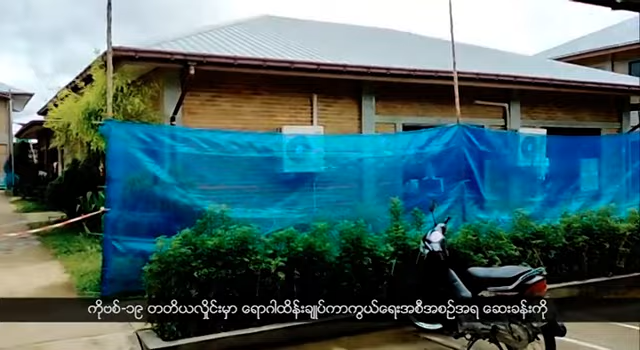 ကိုဗစ်-၁၉ တတိယလှိုင်းမှာ ရောဂါထိန်းချုပ်ကာကွယ်ရေးအစီအစဉ်အရ ဆေးခန်းကို